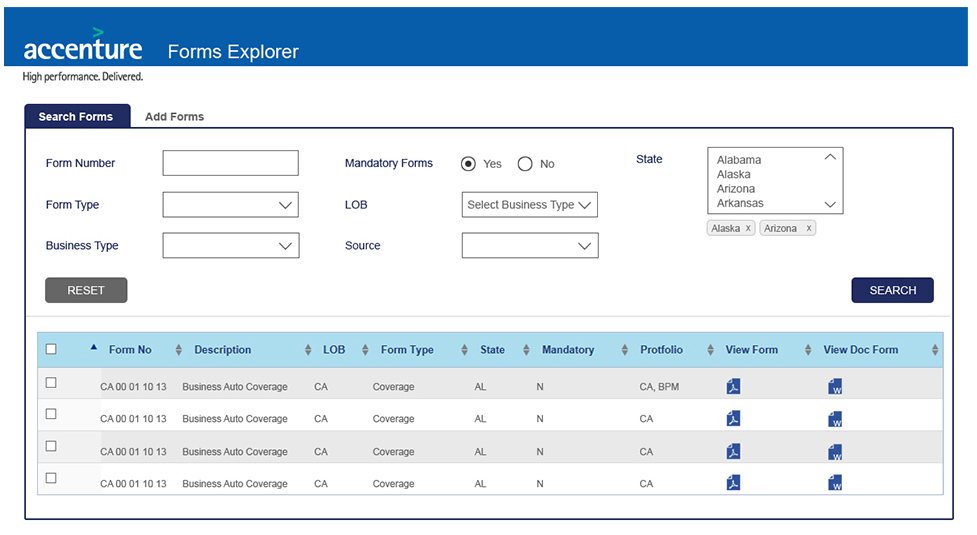 accenture Forms Explorer
High performance. Delivered.
Search Forms Add Forms
Form Number Mandatory Forms Yes No State Alabama
Alaska
Arizona
Arkansas
Form Type LOB Select Business Type
Alaska x Arizona x
Business Type Source
RESET SEARCH
Form No Description LOB Form Type State Mandatory Protfolio View Form View Doc Form
CA 00 01 10 13 Business Auto Coverage CA Coverage AL N CA, BPM
CA 00 01 10 13 Business Auto Coverage CA Coverage AL N CA
CA 00 01 10 13 Business Auto Coverage CA Coverage AL N CA
CA 00 01 10 13 Business Auto Coverage CA Coverage AL N CA